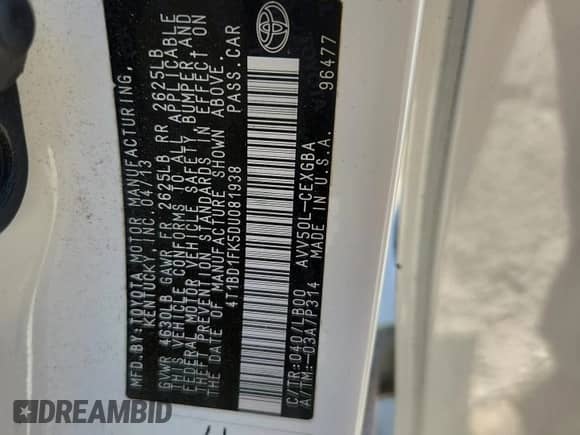 MFD.BY:TOYOTA MOTOR MANUFACTURING,
KENTUCKY, INC. 04/13
GVWR 4630LB GAWR FR 2625LB RR 2625LB
THIS VEHICLE CONFORMS TO ALL APPLICABLE
FEDERAL MOTOR VEHICLE SAFETY, BUMPER, AND
THEFT PREVENTION STANDARDS IN EFFECT ON
THE DATE OF MANUFACTURE SHOWN ABOVE.
4T1BD1FK5DU081938 PASS. CAR
C/TR:040/LB00 AVV50L-CEXGBA
A/TM:-03A/P314 MADE IN U.S.A.
96477
DREAMBID